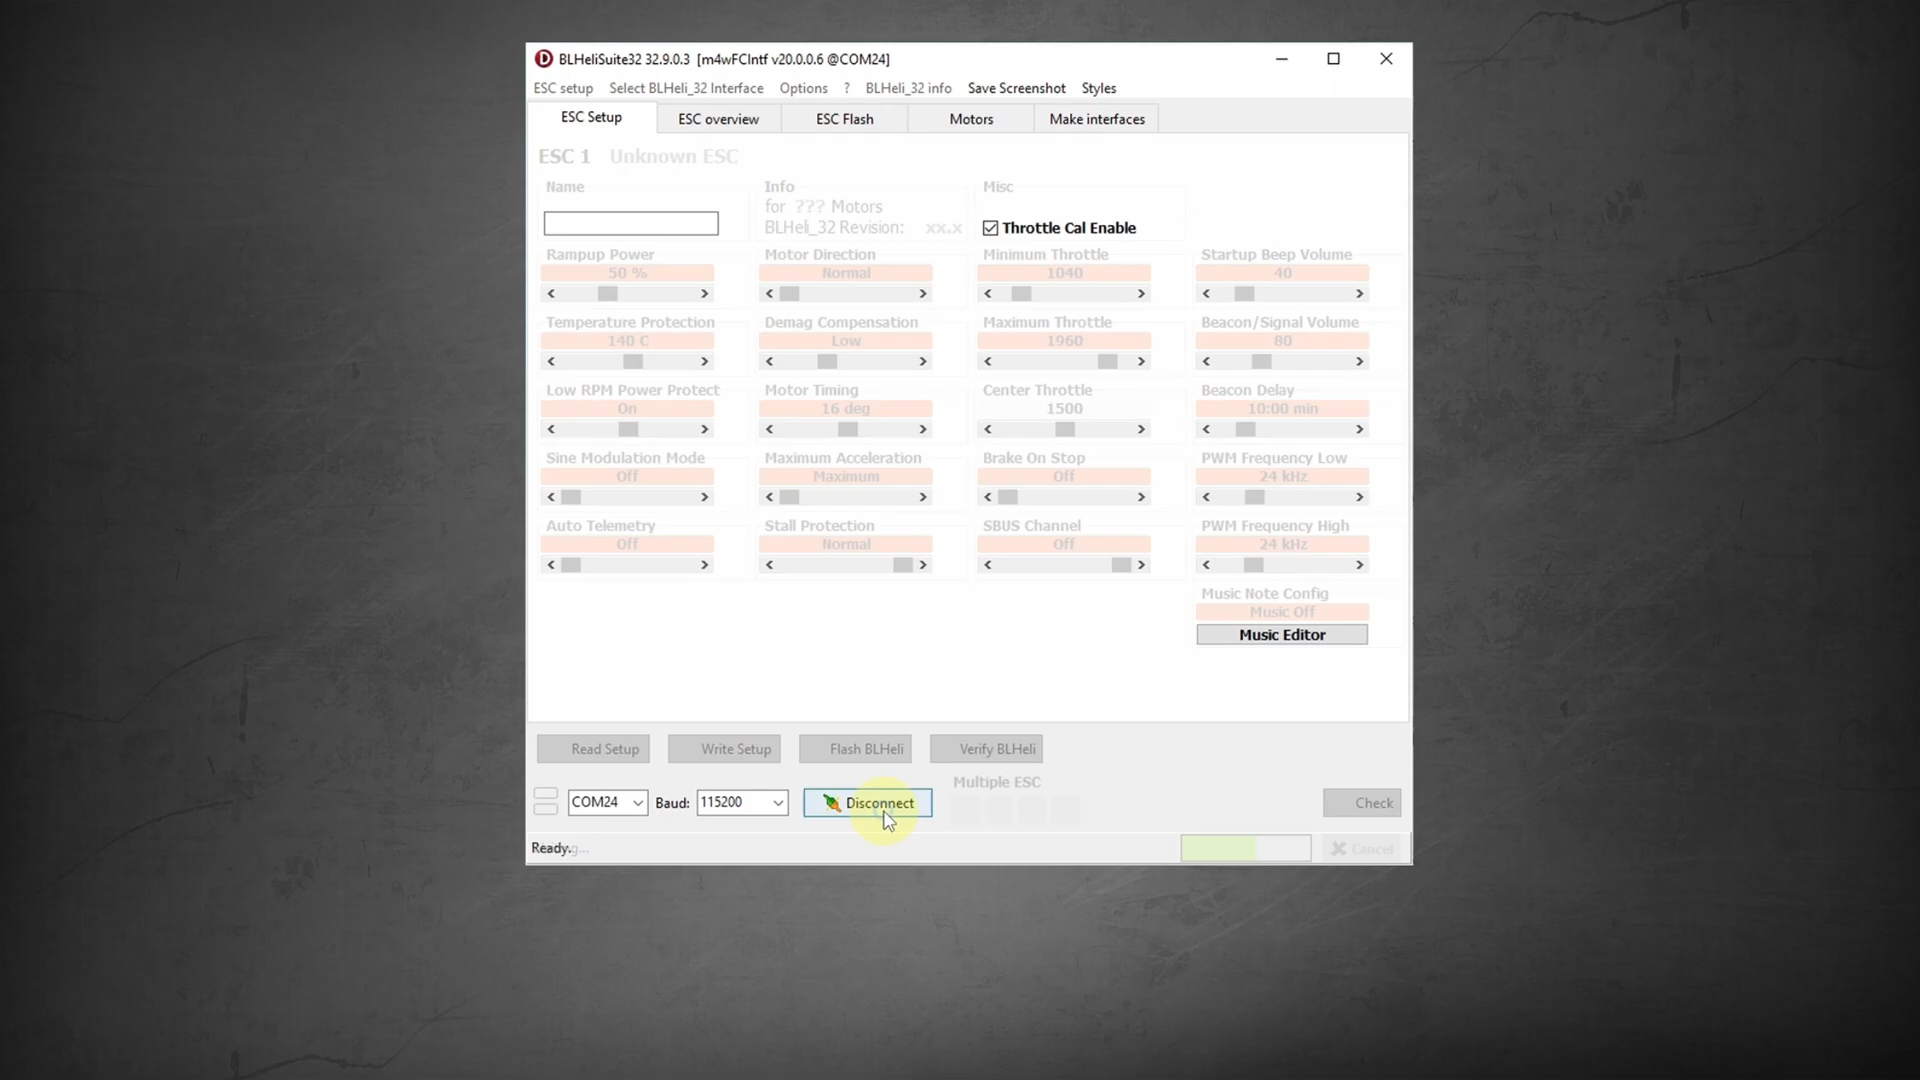 BLHeliSuite32 32.9.0.3 [m4wFCIntf v20.0.0.6 @COM24]
ESC setup Select BLHeli_32 Interface Options ? BLHeli_32 info Save Screenshot Styles
ESC Setup ESC overview ESC Flash Motors Make interfaces
ESC 1 Unknown ESC
Name Info Misc
for ??? Motors
BLHeli_32 Revision: xx.x Throttle Cal Enable
Rampup Power Motor Direction Minimum Throttle Startup Beep Volume
50 % Normal 1040 40
Temperature Protection Demag Compensation Maximum Throttle Beacon/Signal Volume
140 C Low 1960 80
Low RPM Power Protect Motor Timing Center Throttle Beacon Delay
On 16 deg 1500 10:00 min
Sine Modulation Mode Maximum Acceleration Brake On Stop PWM Frequency Low
Off Maximum Off 24 kHz
Auto Telemetry Stall Protection SBUS Channel PWM Frequency High
Off Normal Off 24 kHz
Music Note Config
Music Off
Music Editor
Read Setup Write Setup Flash BLHeli Verify BLHeli
Multiple ESC
COM24 Baud: 115200 Disconnect Check
Ready. Cancel